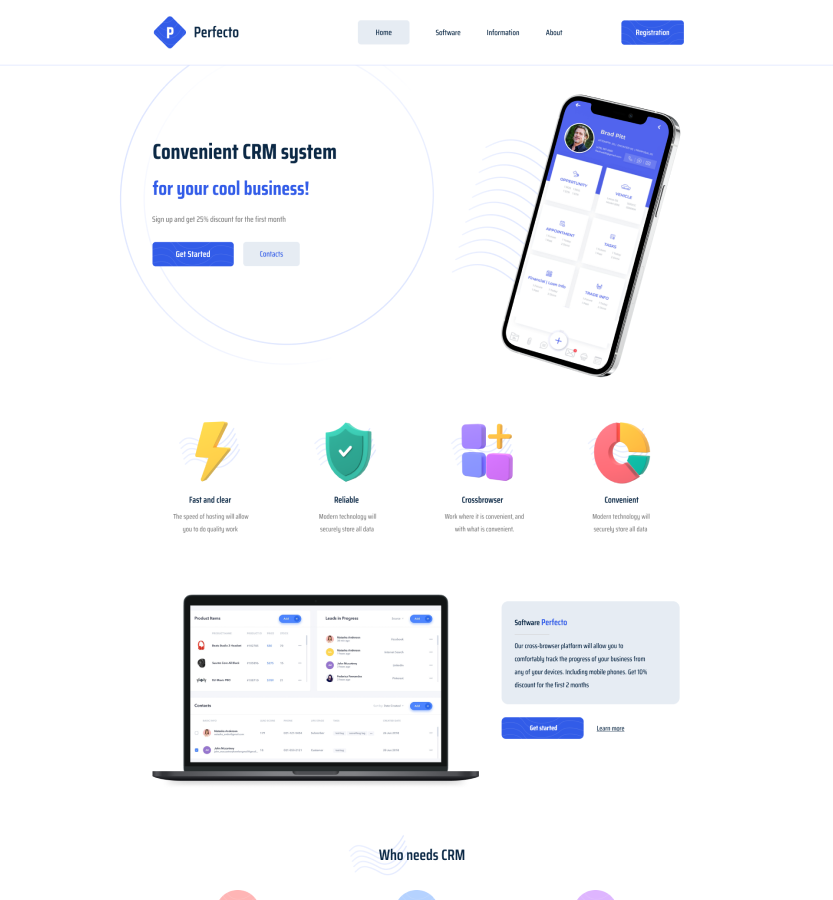 P Perfecto
Home
Software
Information
About
Registration
Convenient CRM system
for your cool business!
Sign up and get 25% discount for the first month
Get Started
Contacts
Brad Pitt
OPPORTUNITY
VEHICLE
APPOINTMENT
TASKS
TRADE INFO
Fast and clear
The speed of hosting will allow
you to do quality work
Reliable
Modern technology will
securely store all data
Crossbrowser
Work where it is convenient, and
with what is convenient.
Convenient
Modern technology will
securely store all data
Product Items
Leads in Progress
Contacts
Software Perfecto
Our cross-browser platform will allow you to
comfortably track the progress of your business from
any of your devices. Including mobile phones. Get 10%
discount for the first 2 months
Get started
Learn more
Who needs CRM